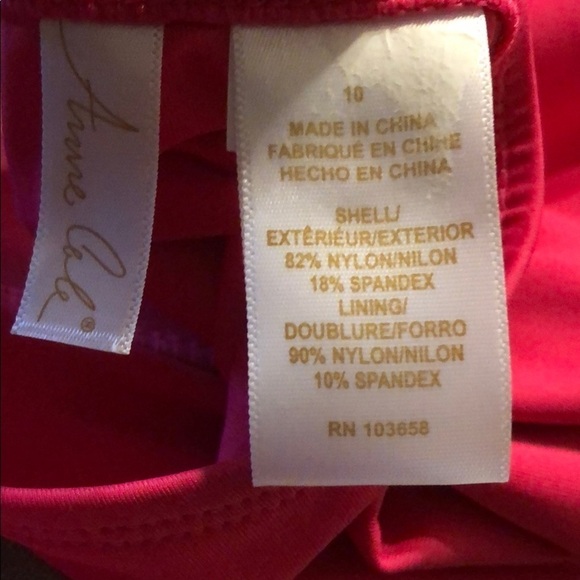 Anne Cole®
10
MADE IN CHINA
FABRIQUÉ EN CHINE
HECHO EN CHINA
SHELL/
EXTÊRIÉUR/EXTERIOR
82% NYLON/NILON
18% SPANDEX
LINING/
DOUBLURE/FORRO
90% NYLON/NILON
10% SPANDEX
RN 103658